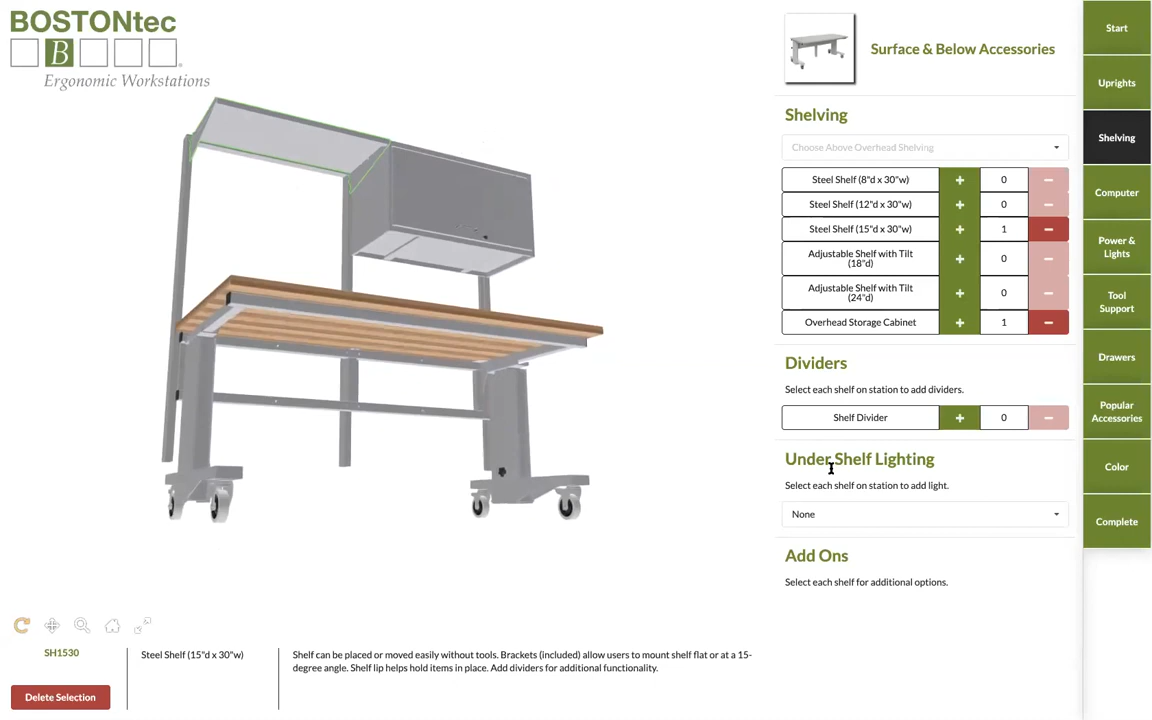 BOSTONtec
B
Ergonomic Workstations
Surface & Below Accessories
Shelving
Choose Above Overhead Shelving
Steel Shelf (8"d x 30"w)
0
Steel Shelf (12"d x 30"w)
0
Steel Shelf (15"d x 30"w)
1
Adjustable Shelf with Tilt
(18"d)
0
Adjustable Shelf with Tilt
(24"d)
0
Overhead Storage Cabinet
1
Dividers
Select each shelf on station to add dividers.
Shelf Divider
0
Under Shelf Lighting
Select each shelf on station to add light.
None
Add Ons
Select each shelf for additional options.
Start
Uprights
Shelving
Computer
Power &
Lights
Tool
Support
Drawers
Popular
Accessories
Color
Complete
SH1530
Delete Selection
Steel Shelf (15"d x 30"w)
Shelf can be placed or moved easily without tools. Brackets (included) allow users to mount shelf flat or at a 15-
degree angle. Shelf lip helps hold items in place. Add dividers for additional functionality.